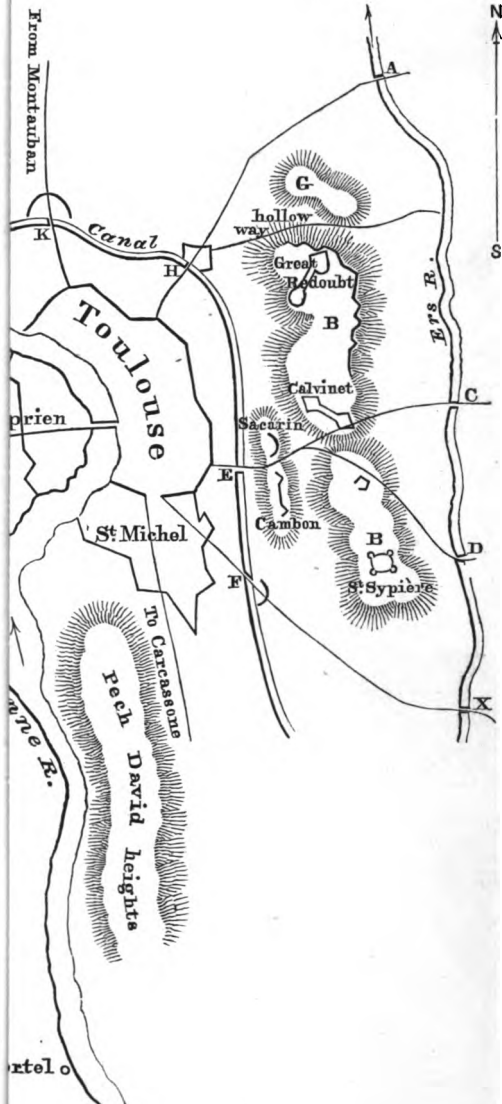 N
From Montauban
A
G
hollow
way
K
Canal
H
Great
Redoubt
S
Toulouse
B
Ers R.
Calvinet
C
prien
Sacarin
E
Cambon
St. Michel
B
D
St. Sypière
F
To Carcassone
X
Pech David heights
ane R.
rtel